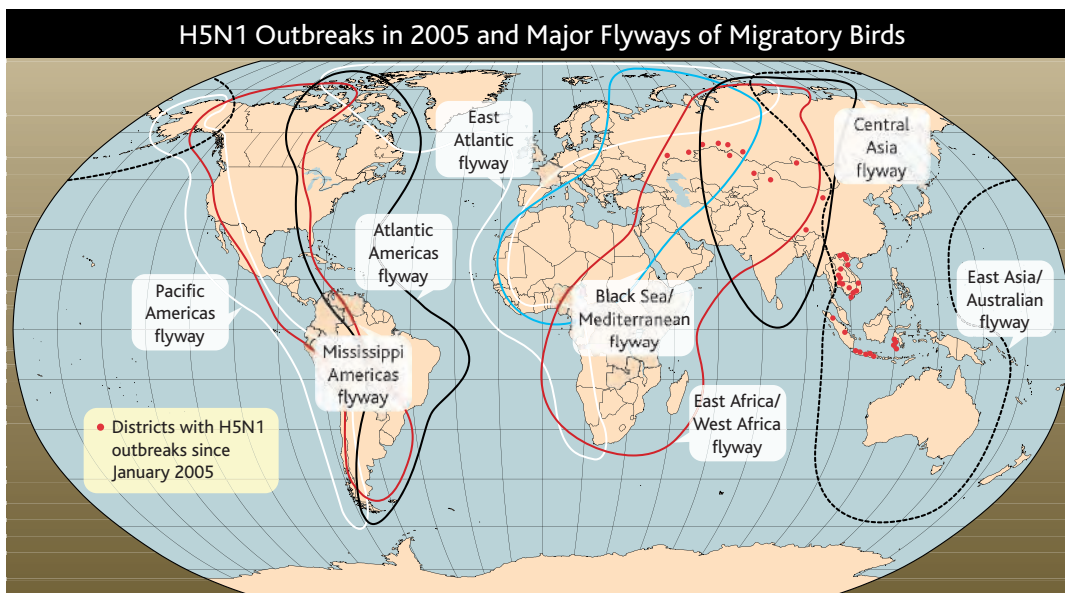 H5N1 Outbreaks in 2005 and Major Flyways of Migratory Birds
East
Atlantic
flyway
Central
Asia
flyway
Atlantic
Americas
flyway
Pacific
Americas
flyway
Black Sea/
Mediterranean
flyway
East Asia/
Australian
flyway
Mississippi
Americas
flyway
East Africa/
West Africa
flyway
Districts with H5N1
outbreaks since
January 2005